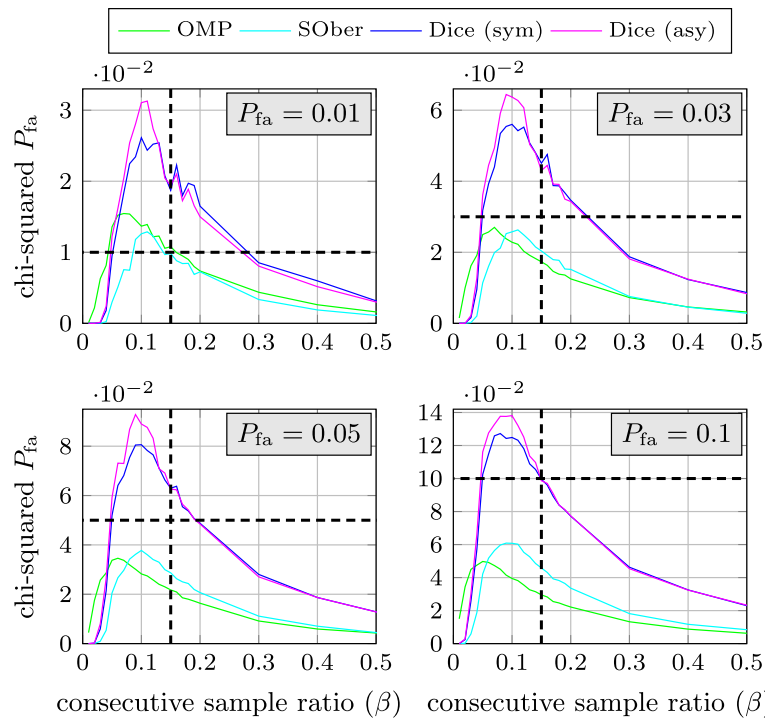 OMP SOber Dice (sym) Dice (asy)
·10⁻² ·10⁻²
chi-squared P_fa
3
2
1
0
P_fa = 0.01
0 0.1 0.2 0.3 0.4 0.5
6
4
2
0
P_fa = 0.03
0 0.1 0.2 0.3 0.4 0.5
·10⁻² ·10⁻²
chi-squared P_fa
8
6
4
2
0
P_fa = 0.05
0 0.1 0.2 0.3 0.4 0.5
consecutive sample ratio (β)
14
12
10
8
6
4
2
0
P_fa = 0.1
0 0.1 0.2 0.3 0.4 0.5
consecutive sample ratio (β)